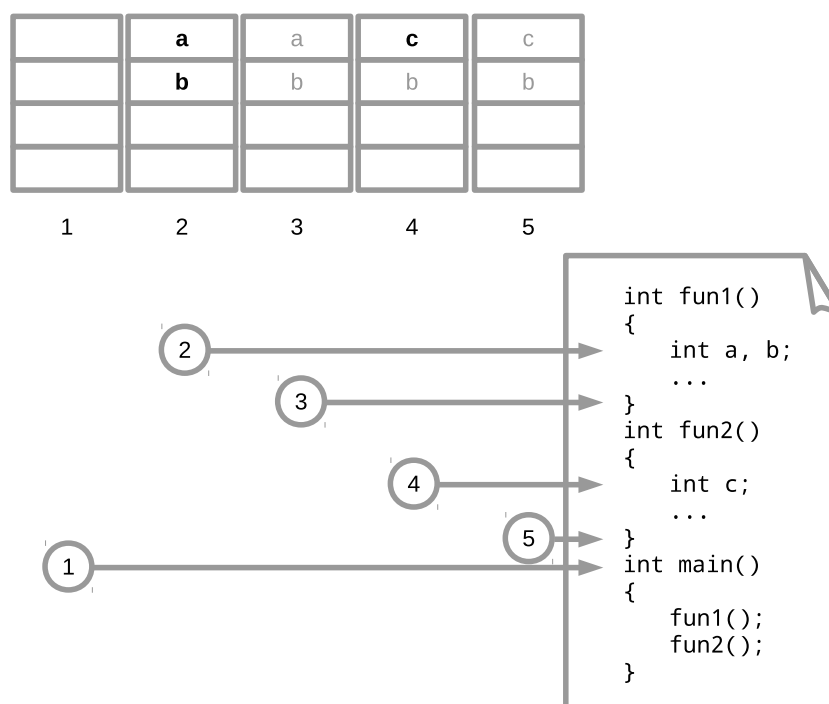 a a c c
b b b b
1 2 3 4 5
int fun1()
{
2
int a, b;
...
3
}
int fun2()
{
4
int c;
...
5
}
1
int main()
{
fun1();
fun2();
}